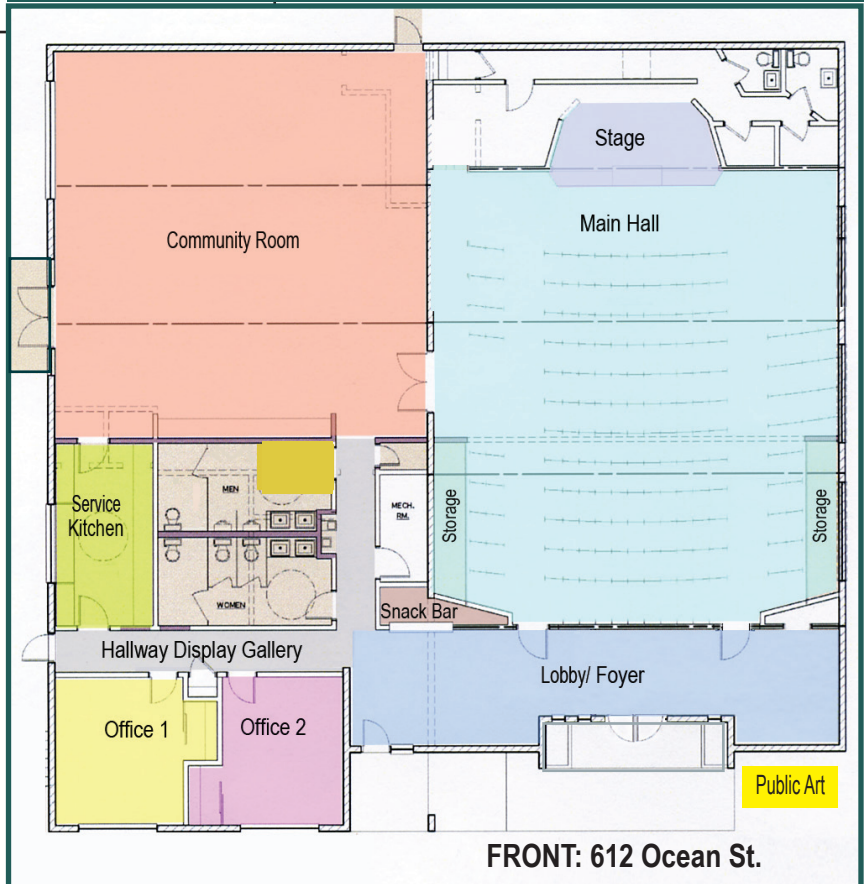 Stage
Main Hall
Community Room
MEN
MECH.
RM.
Service
Kitchen
Storage
Storage
WOMEN
Snack Bar
Hallway Display Gallery
Lobby/ Foyer
Office 1
Office 2
Public Art
FRONT: 612 Ocean St.